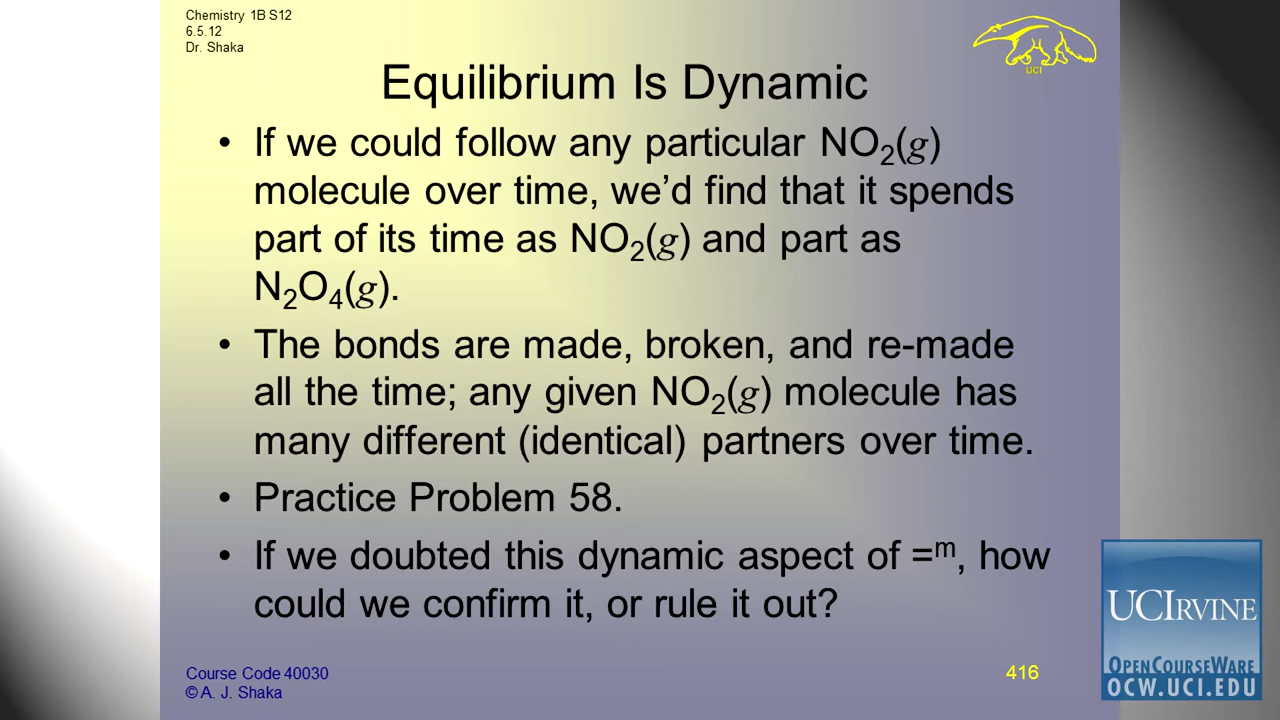 Chemistry 1B S12
6.5.12
Dr. Shaka
UCI
Equilibrium Is Dynamic
• If we could follow any particular NO₂(g)
molecule over time, we’d find that it spends
part of its time as NO₂(g) and part as
N₂O₄(g).
• The bonds are made, broken, and re-made
all the time; any given NO₂(g) molecule has
many different (identical) partners over time.
• Practice Problem 58.
• If we doubted this dynamic aspect of =ᵐ, how
could we confirm it, or rule it out?
Course Code 40030
© A. J. Shaka
416
UCIRVINE
OPENCOURSEWARE
OCW.UCI.EDU